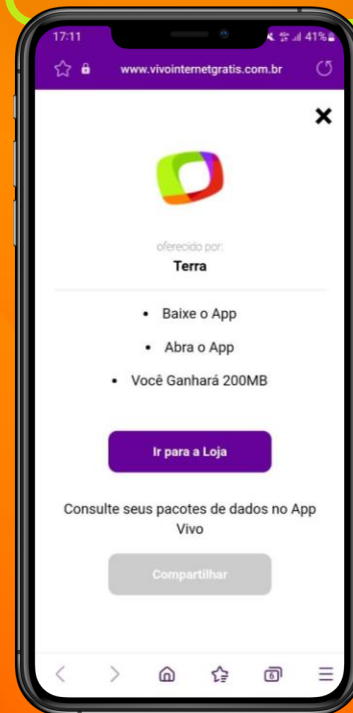 17:11
41%
www.vivointernetgratis.com.br
oferecido por:
Terra
• Baixe o App
• Abra o App
• Você Ganhará 200MB
Ir para a Loja
Consulte seus pacotes de dados no App
Vivo
Compartilhar
6